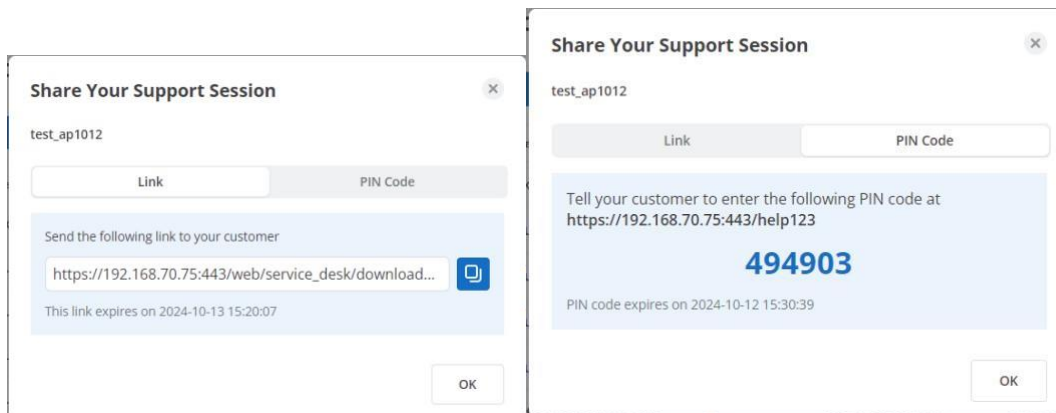 Share Your Support Session
test_ap1012
Link
PIN Code
Send the following link to your customer
https://192.168.70.75:443/web/service_desk/download...
This link expires on 2024-10-13 15:20:07
OK
Share Your Support Session
test_ap1012
Link
PIN Code
Tell your customer to enter the following PIN code at
https://192.168.70.75:443/help123
494903
PIN code expires on 2024-10-12 15:30:39
OK